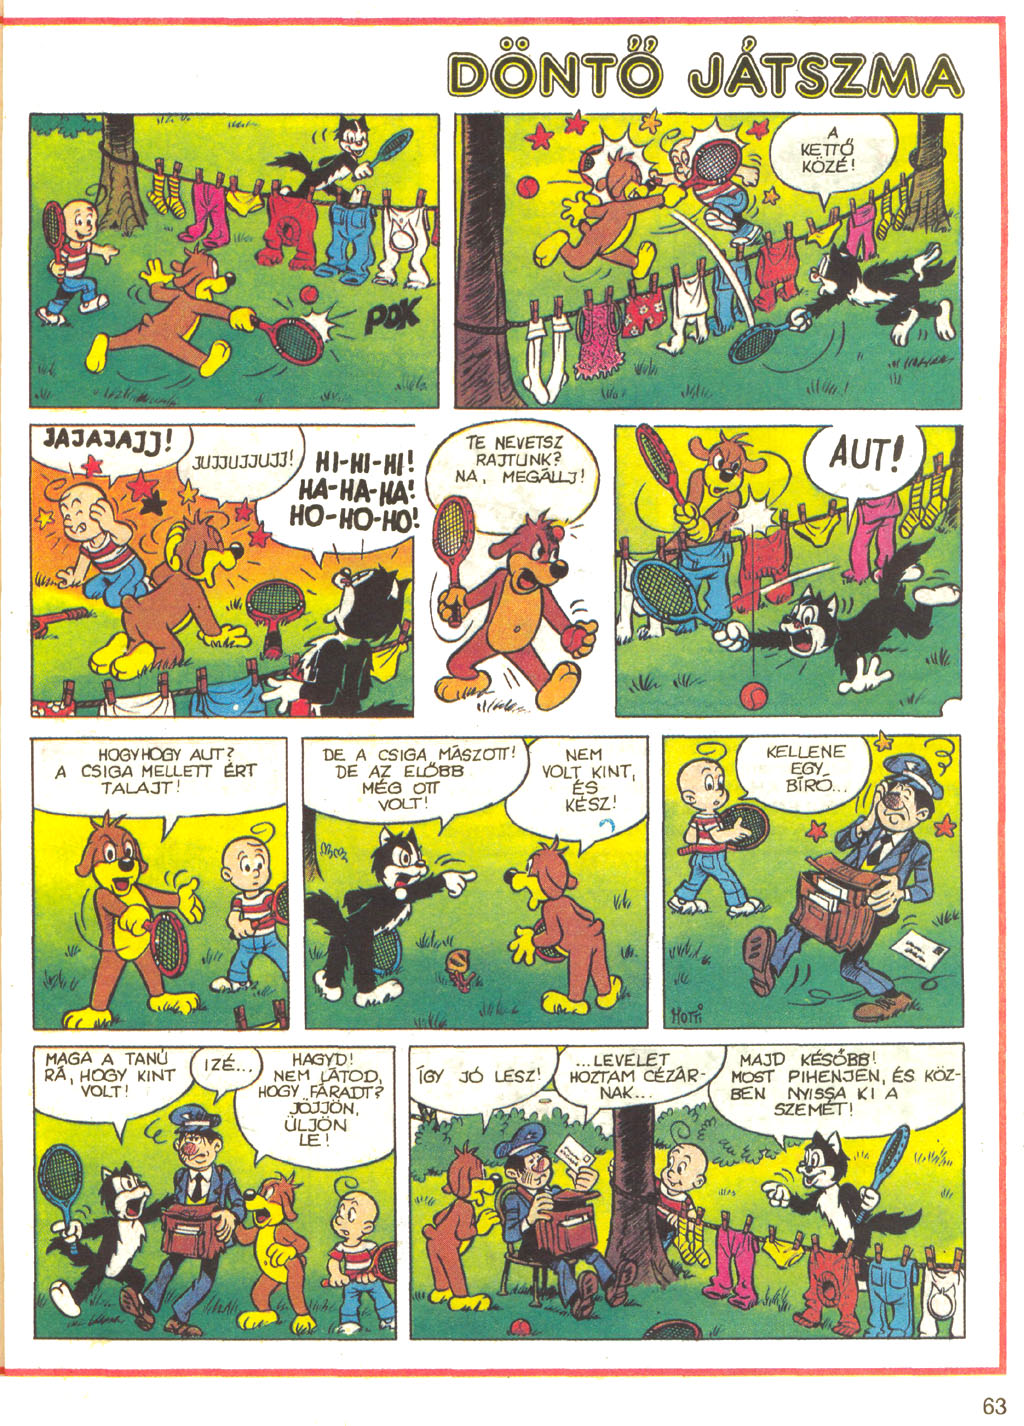 DÖNTŐ JÁTSZMA
POK
A
KETTŐ
KÖZÉ!
JAJAJAJJ!
JUJJUJJUJJ!
HI-HI-HI!
HA-HA-HA!
HO-HO-HO!
TE NEVETSZ
RAJTUNK?
NA, MEGÁLLJ!
AUT!
HOGYHOGY AUT?
A CSIGA MELLETT ÉRT
TALAJT!
DE A CSIGA MÁSZOTT!
DE AZ ELŐBB
MÉG OTT
VOLT!
NEM
VOLT KINT,
ÉS
KÉSZ!
KELLENE
EGY
BÍRÓ...
MOTTI
MAGA A TANÚ
RÁ, HOGY KINT
VOLT!
IZÉ...
HAGYD!
NEM LÁTOD,
HOGY FÁRADT?
JÖJJÖN,
ÜLJÖN
LE!
ÍGY JÓ LESZ!
...LEVELET
HOZTAM CÉZÁR-
NAK...
MAJD KÉSŐBB!
MOST PIHENJEN, ÉS KÖZ-
BEN NYISSA KI A
SZEMÉT!
63